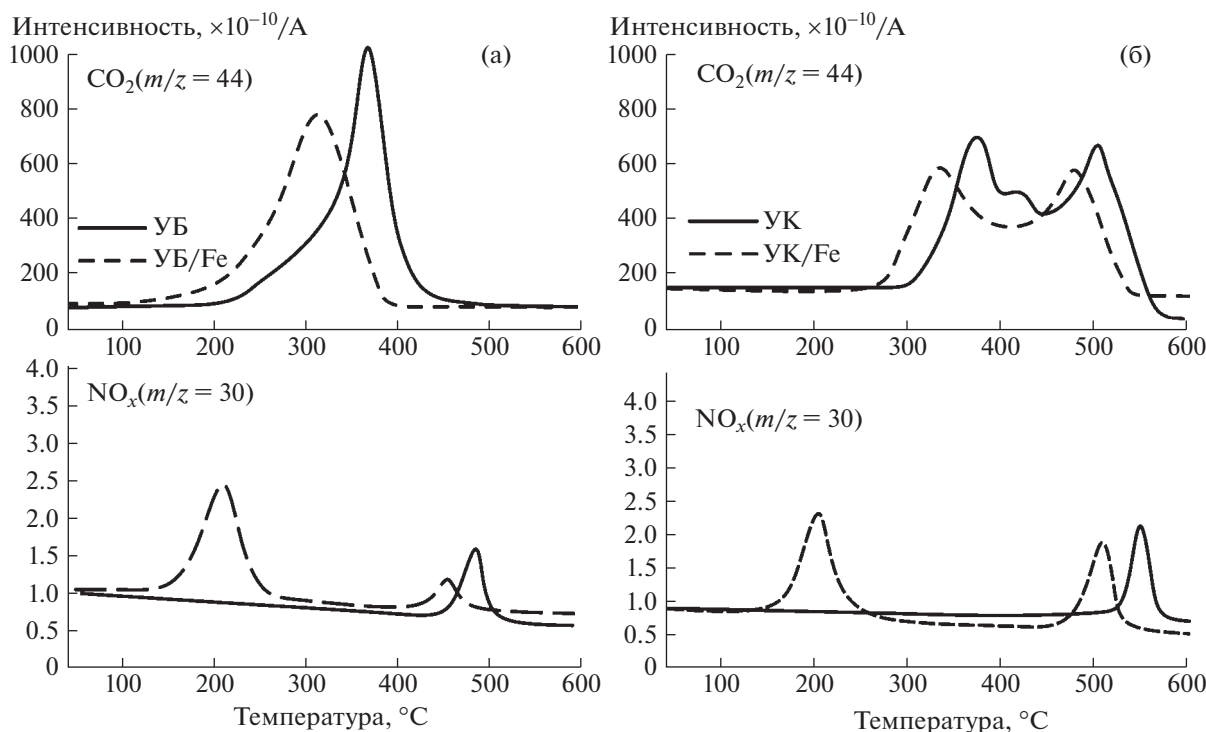 Интенсивность, ×10⁻¹⁰/А
(а)
CO₂(m/z = 44)
1000
800
600
400
200
0
УБ
УБ/Fe
100 200 300 400 500 600
NOₓ(m/z = 30)
4.0
3.5
3.0
2.5
2.0
1.5
1.0
0.5
0
100 200 300 400 500 600
Температура, °C
Интенсивность, ×10⁻¹⁰/А
(б)
CO₂(m/z = 44)
1000
800
600
400
200
0
УК
УК/Fe
100 200 300 400 500 600
NOₓ(m/z = 30)
4.0
3.5
3.0
2.5
2.0
1.5
1.0
0.5
0
100 200 300 400 500 600
Температура, °C